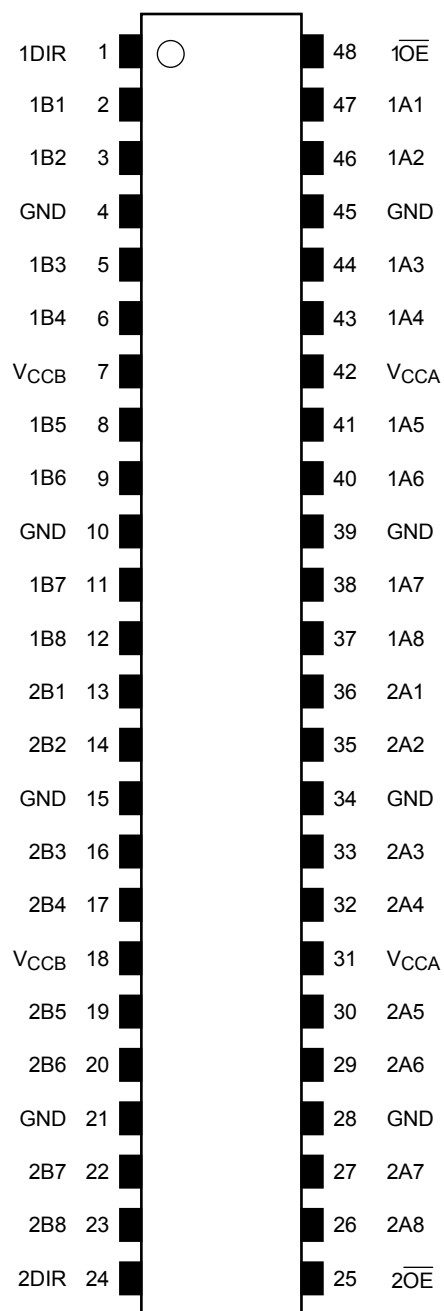 1DIR 1 48 1O̅E̅
1B1 2 47 1A1
1B2 3 46 1A2
GND 4 45 GND
1B3 5 44 1A3
1B4 6 43 1A4
VCCB 7 42 VCCA
1B5 8 41 1A5
1B6 9 40 1A6
GND 10 39 GND
1B7 11 38 1A7
1B8 12 37 1A8
2B1 13 36 2A1
2B2 14 35 2A2
GND 15 34 GND
2B3 16 33 2A3
2B4 17 32 2A4
VCCB 18 31 VCCA
2B5 19 30 2A5
2B6 20 29 2A6
GND 21 28 GND
2B7 22 27 2A7
2B8 23 26 2A8
2DIR 24 25 2O̅E̅